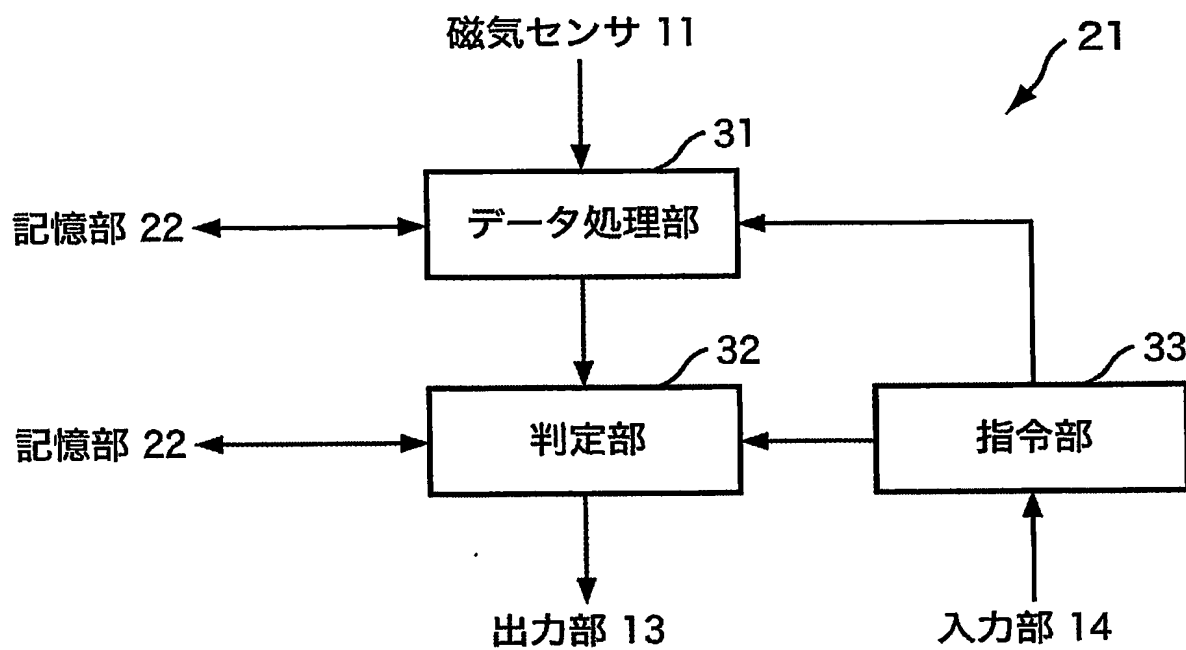 磁気センサ 11
21
31
記憶部 22
データ処理部
32
33
記憶部 22
判定部
指令部
出力部 13
入力部 14